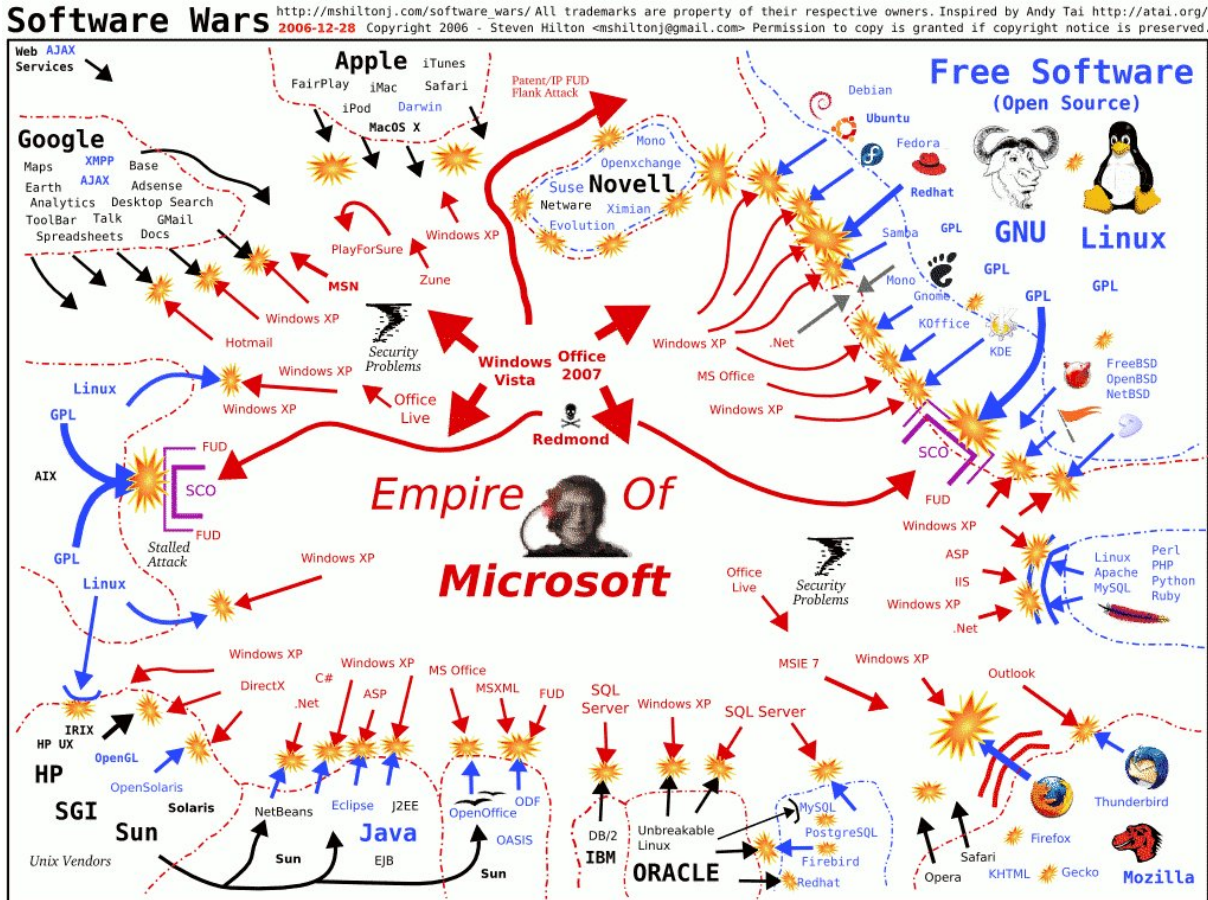 Software Wars
http://mshiltonj.com/software_wars/ All trademarks are property of their respective owners. Inspired by Andy Tai http://atai.org/
2006-12-28 Copyright 2006 - Steven Hilton <mshiltonj@gmail.com> Permission to copy is granted if copyright notice is preserved.
Web AJAX
Services
Apple
iTunes
FairPlay
iMac
Safari
iPod
Darwin
MacOS X
Patent/IP FUD
Flank Attack
Free Software
(Open Source)
Debian
Ubuntu
Fedora
Redhat
GNU
Linux
Google
Maps
XMPP
Base
Earth
AJAX
Adsense
Analytics
Desktop Search
ToolBar
Talk
GMail
Spreadsheets
Docs
Mono
Openxchange
Suse
Novell
Netware
Ximian
Evolution
Samba
GPL
Mono
Gnome
GPL
GPL
GPL
KOffice
KDE
FreeBSD
OpenBSD
NetBSD
PlayForSure
Windows XP
Zune
MSN
Windows XP
Hotmail
Security
Problems
Windows
Vista
Office
2007
Windows XP
.Net
MS Office
Windows XP
Linux
GPL
Windows XP
Windows XP
Office
Live
Redmond
AIX
FUD
SCO
FUD
GPL
Stalled
Attack
Linux
Windows XP
Empire Of
Microsoft
SCO
FUD
Windows XP
ASP
IIS
Windows XP
.Net
Linux
Apache
MySQL
Perl
PHP
Python
Ruby
Office
Live
Security
Problems
Windows XP
DirectX
C#
.Net
Windows XP
ASP
MS Office
MSXML
FUD
SQL
Server
Windows XP
SQL Server
MSIE 7
Windows XP
Outlook
IRIX
HP UX
OpenGL
HP
OpenSolaris
SGI
Solaris
Sun
Unix Vendors
NetBeans
Eclipse
J2EE
Java
Sun
EJB
OpenOffice
ODF
OASIS
Sun
DB/2
IBM
Unbreakable
Linux
ORACLE
MySQL
PostgreSQL
Firebird
Redhat
Thunderbird
Firefox
Safari
Opera
KHTML
Gecko
Mozilla